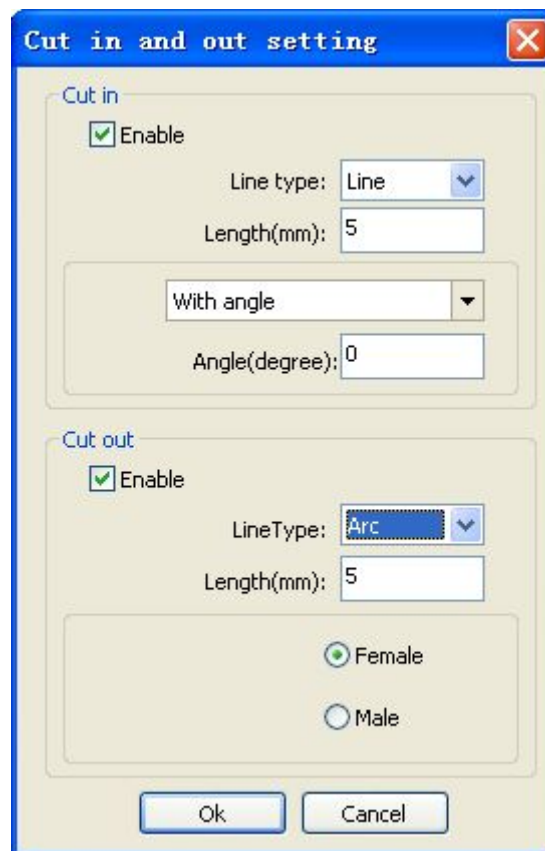 Cut in and out setting
Cut in
Enable
Line type: Line
Length(mm): 5
With angle
Angle(degree): 0
Cut out
Enable
LineType: Arc
Length(mm): 5
Female
Male
Ok Cancel